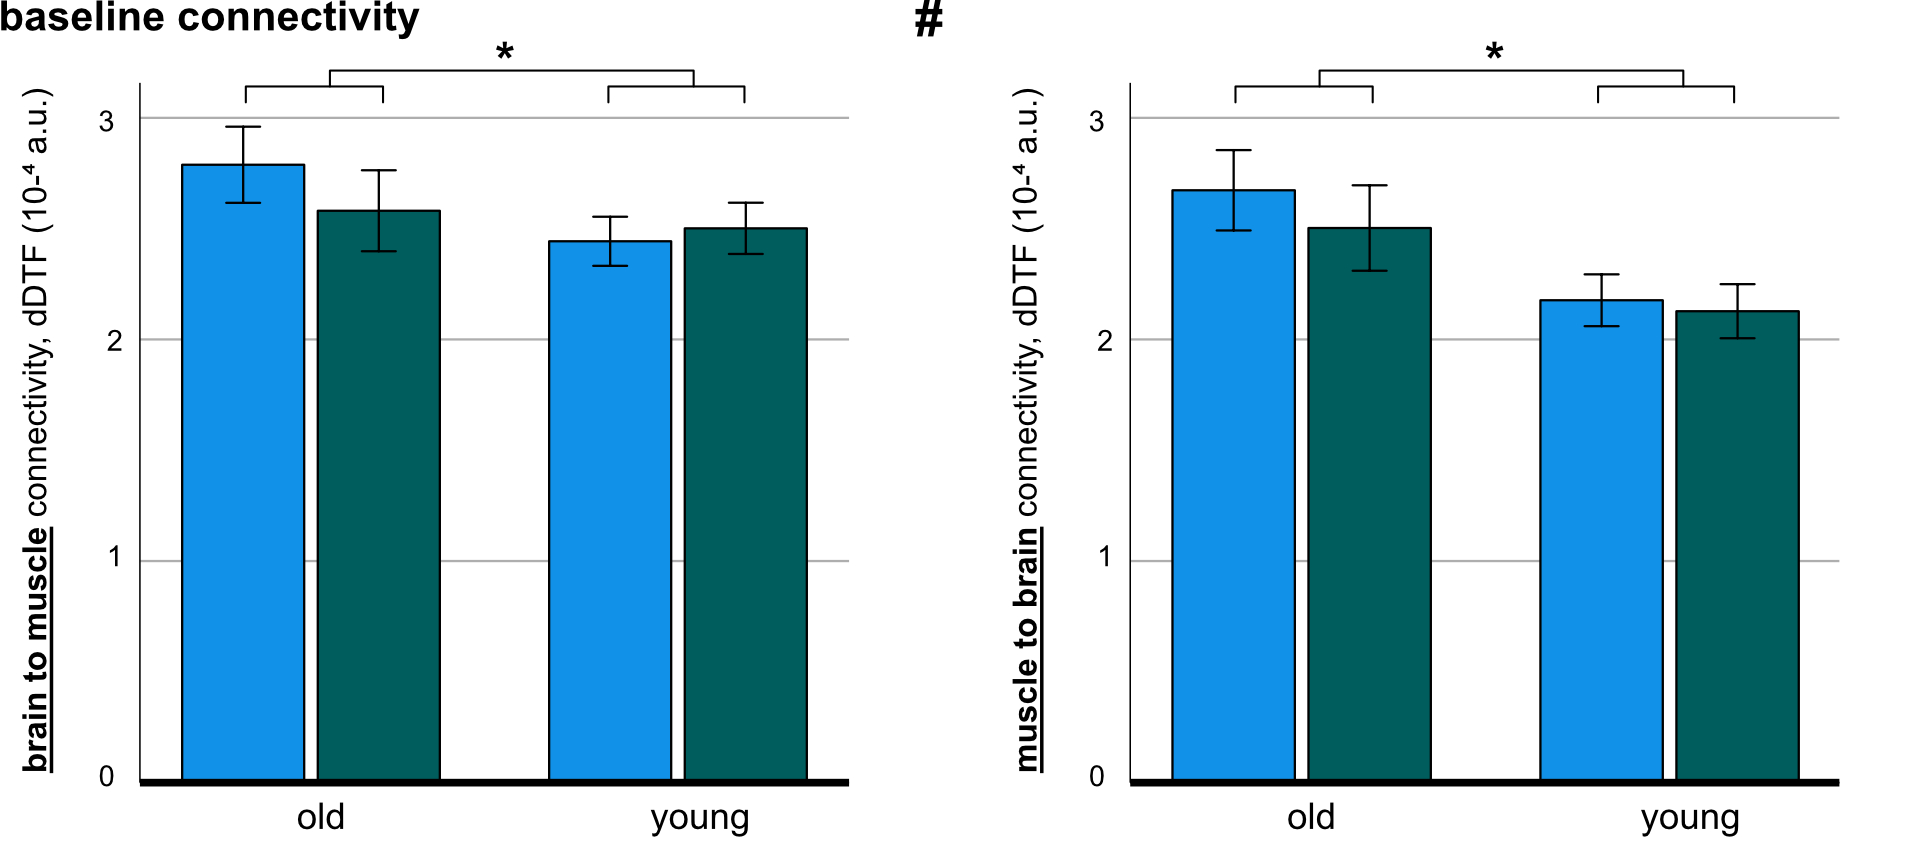 baseline connectivity
#
*
*
brain to muscle connectivity, dDTF (10-⁴ a.u.)
3
2
1
0
old young
muscle to brain connectivity, dDTF (10-⁴ a.u.)
3
2
1
0
old young